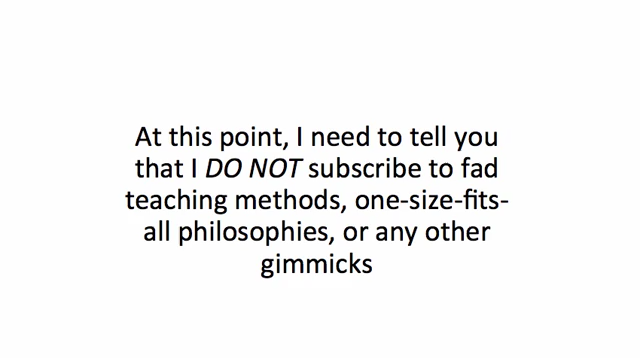 At this point, I need to tell you
that I DO NOT subscribe to fad
teaching methods, one-size-fits-
all philosophies, or any other
gimmicks